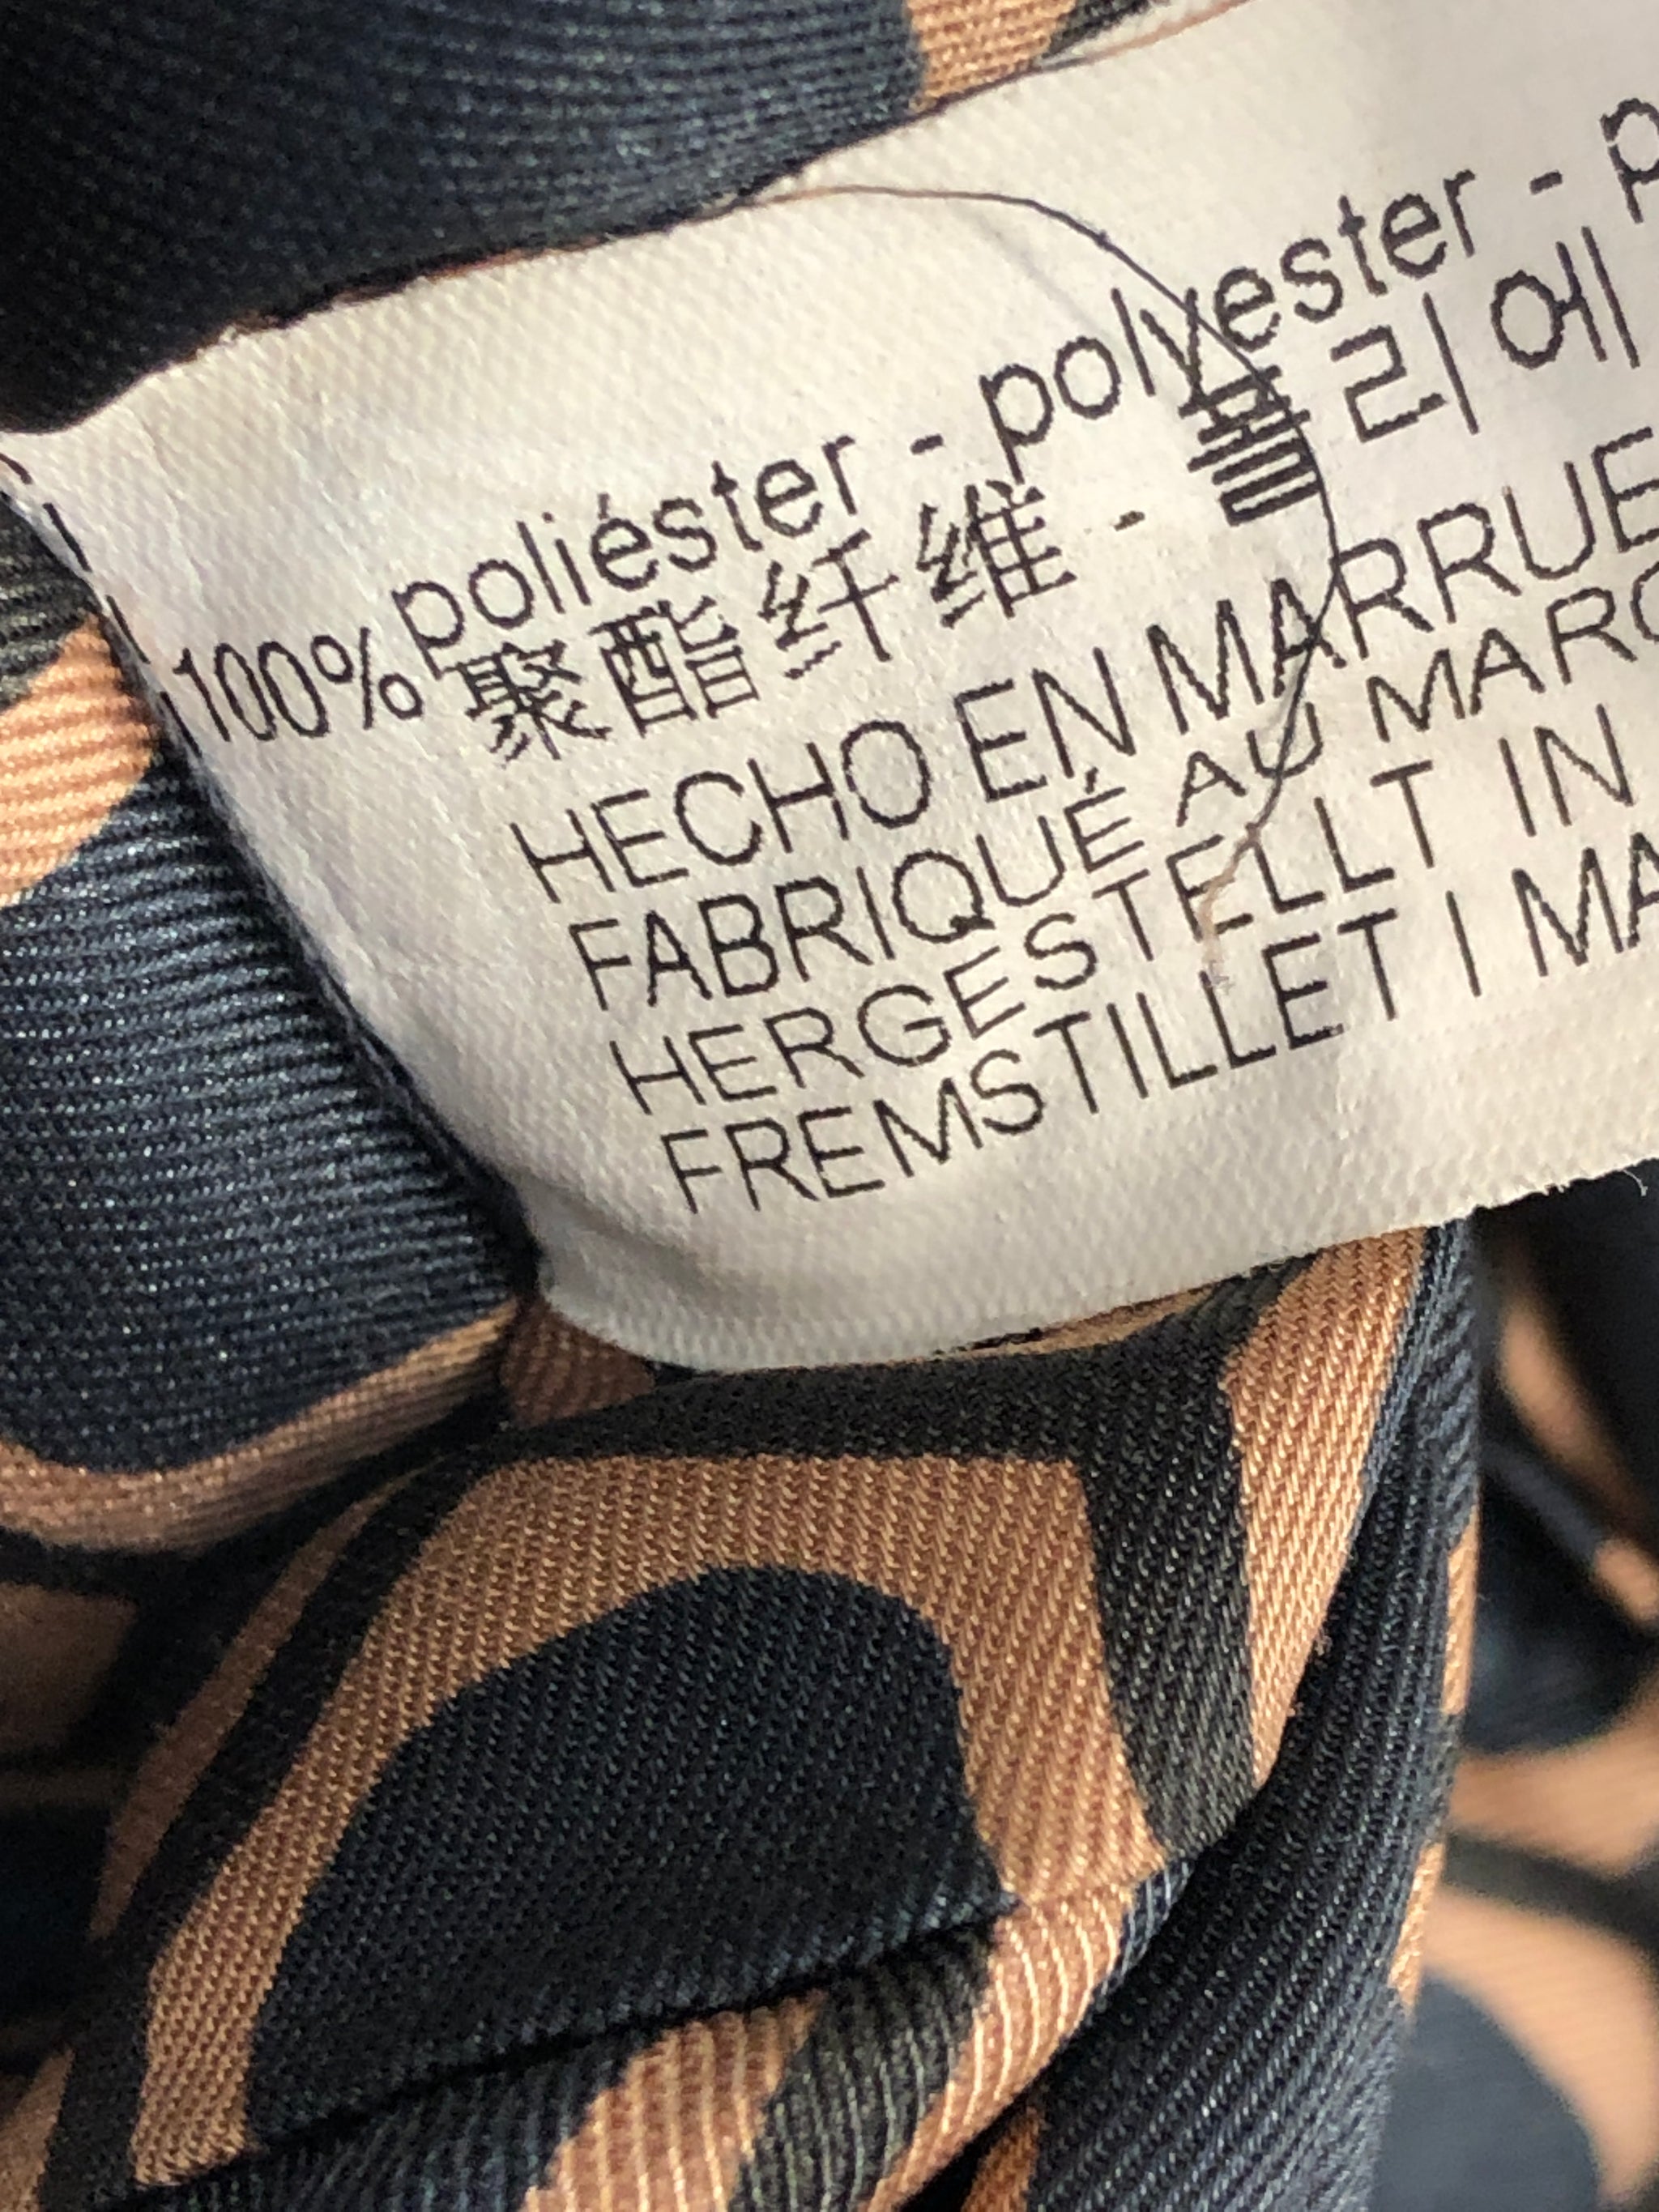 100% poliéster - polyester - p
聚酯纤维 - 폴리에
HECHO EN MARRUE
FABRIQUÉ AU MARO
HERGESTELLT IN
FREMSTILLET I MA